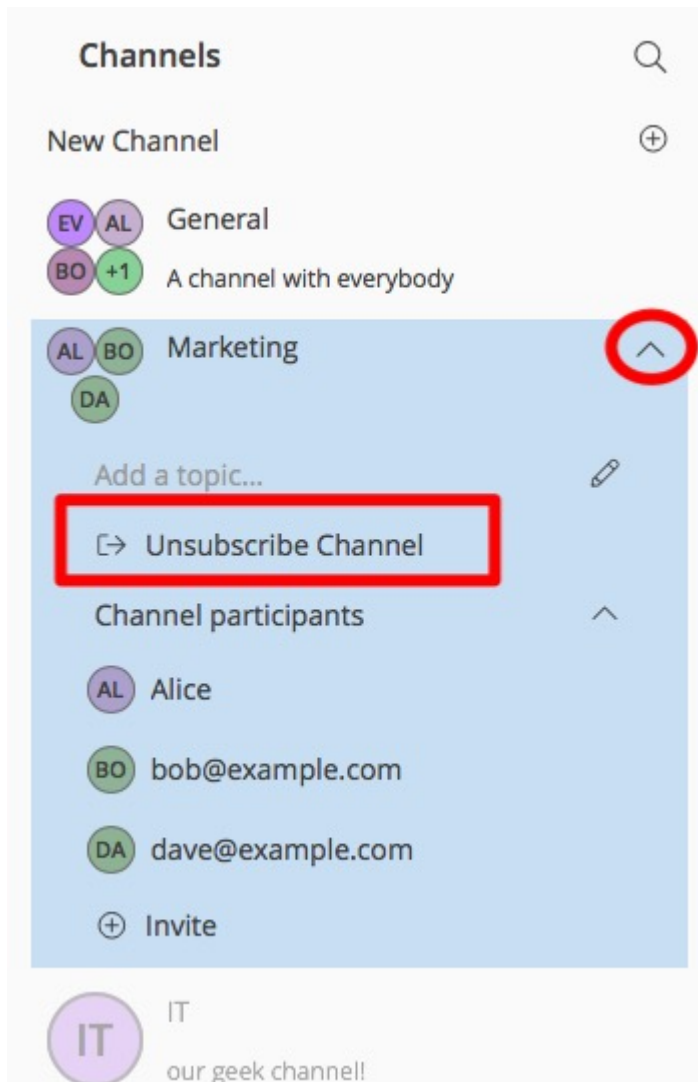 Channels
New Channel
EV AL General
BO +1 A channel with everybody
AL BO Marketing
DA
Add a topic...
Unsubscribe Channel
Channel participants
AL Alice
BO bob@example.com
DA dave@example.com
Invite
IT IT
our geek channel!